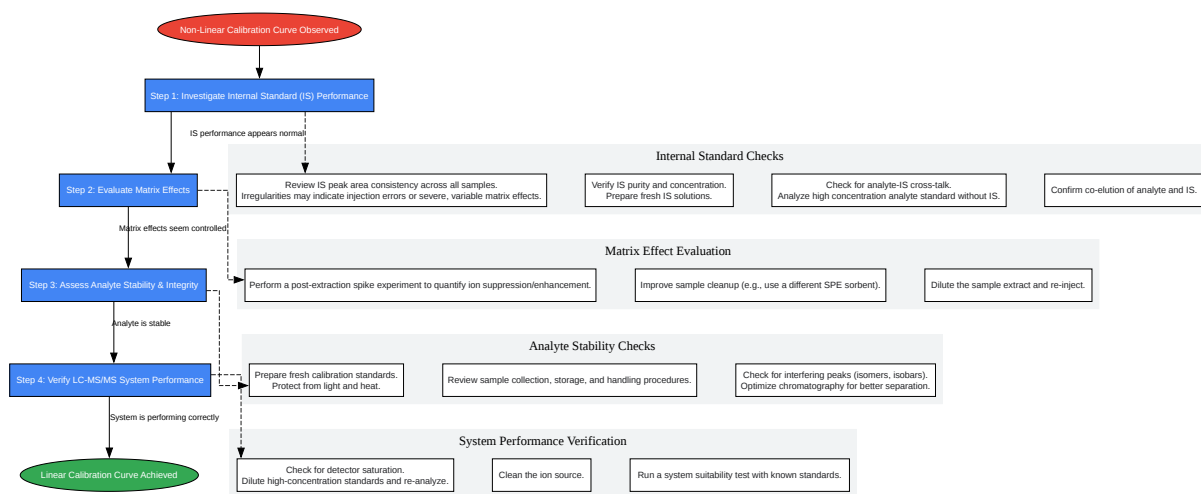 Non-Linear Calibration Curve Observed
Step 1: Investigate Internal Standard (IS) Performance
IS performance appears normal
Internal Standard Checks
Review IS peak area consistency across all samples.
Irregularities may indicate injection errors or severe, variable matrix effects.
Verify IS purity and concentration.
Prepare fresh IS solutions.
Check for analyte-IS cross-talk.
Analyze high concentration analyte standard without IS.
Confirm co-elution of analyte and IS.
Step 2: Evaluate Matrix Effects
Matrix effects seem controlled
Matrix Effect Evaluation
Perform a post-extraction spike experiment to quantify ion suppression/enhancement.
Improve sample cleanup (e.g., use a different SPE sorbent).
Dilute the sample extract and re-inject.
Step 3: Assess Analyte Stability & Integrity
Analyte is stable
Analyte Stability Checks
Prepare fresh calibration standards.
Protect from light and heat.
Review sample collection, storage, and handling procedures.
Check for interfering peaks (isomers, isobars).
Optimize chromatography for better separation.
Step 4: Verify LC-MS/MS System Performance
System is performing correctly
System Performance Verification
Check for detector saturation.
Dilute high-concentration standards and re-analyze.
Clean the ion source.
Run a system suitability test with known standards.
Linear Calibration Curve Achieved